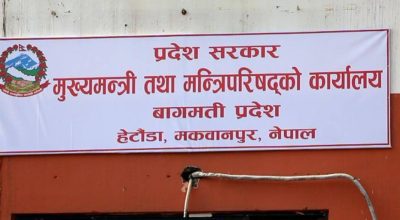 प्रदेश सरकार
मुख्यमन्त्री तथा मन्त्रिपरिषद्को कार्यालय
बागमती प्रदेश
हेटौंडा, मकवानपुर, नेपाल